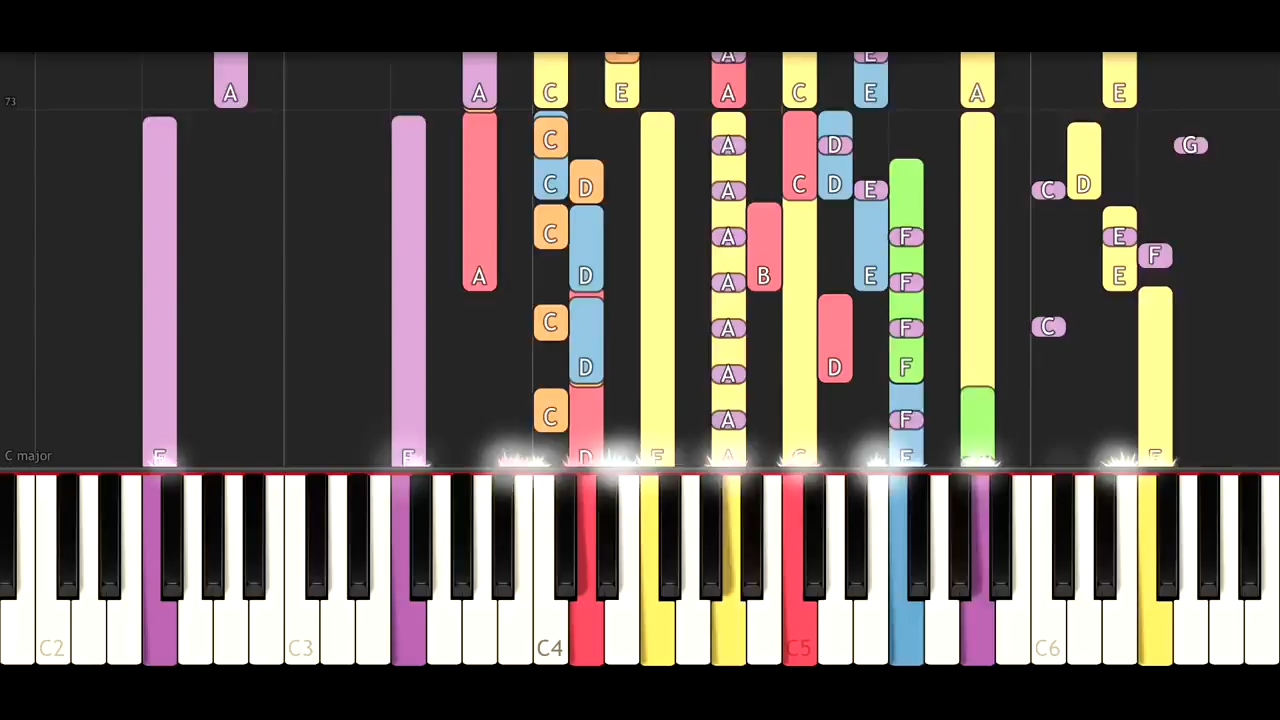 A A C E A A C E E A E
73
C A D G
C D C D E A C D
C A F E F
A D C D B E A F E
C C A F C
A D D F
C A F
C major F F D F A C F F
C2 C3 C4 C5 C6